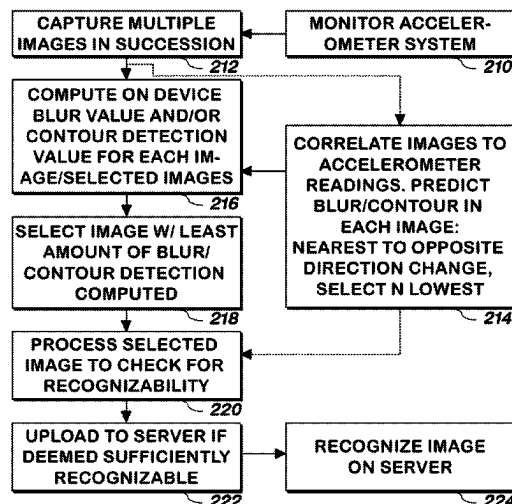 CAPTURE MULTIPLE
IMAGES IN SUCCESSION
212
MONITOR ACCELER-
OMETER SYSTEM
210
COMPUTE ON DEVICE
BLUR VALUE AND/OR
CONTOUR DETECTION
VALUE FOR EACH IM-
AGE/SELECTED IMAGES
216
CORRELATE IMAGES TO
ACCELEROMETER
READINGS. PREDICT
BLUR/CONTOUR IN
EACH IMAGE:
NEAREST TO OPPOSITE
DIRECTION CHANGE,
SELECT N LOWEST
214
SELECT IMAGE W/ LEAST
AMOUNT OF BLUR/
CONTOUR DETECTION
COMPUTED
218
PROCESS SELECTED
IMAGE TO CHECK FOR
RECOGNIZABILITY
220
UPLOAD TO SERVER IF
DEEMED SUFFICIENTLY
RECOGNIZABLE
222
RECOGNIZE IMAGE
ON SERVER
224